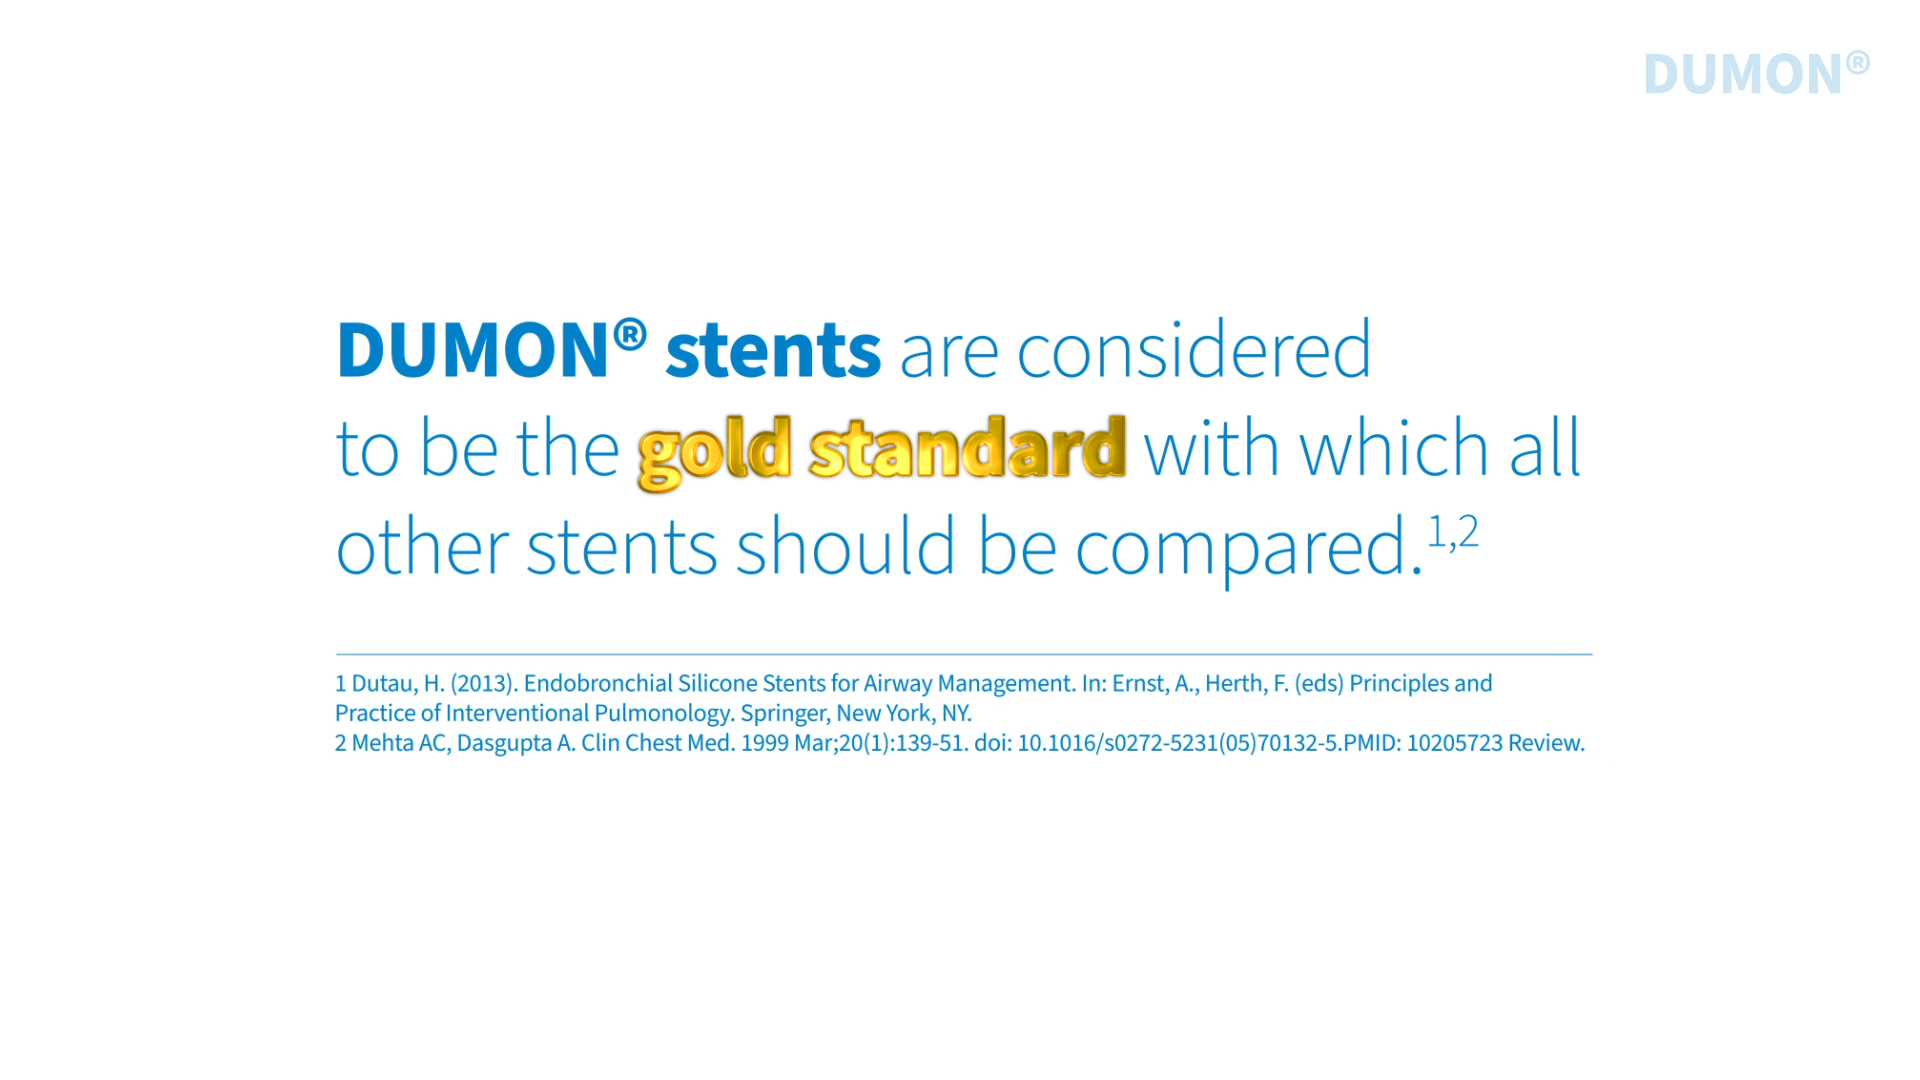 DUMON®
DUMON® stents are considered
to be the gold standard with which all
other stents should be compared.1,2
1 Dutau, H. (2013). Endobronchial Silicone Stents for Airway Management. In: Ernst, A., Herth, F. (eds) Principles and
Practice of Interventional Pulmonology. Springer, New York, NY.
2 Mehta AC, Dasgupta A. Clin Chest Med. 1999 Mar;20(1):139-51. doi: 10.1016/s0272-5231(05)70132-5.PMID: 10205723 Review.